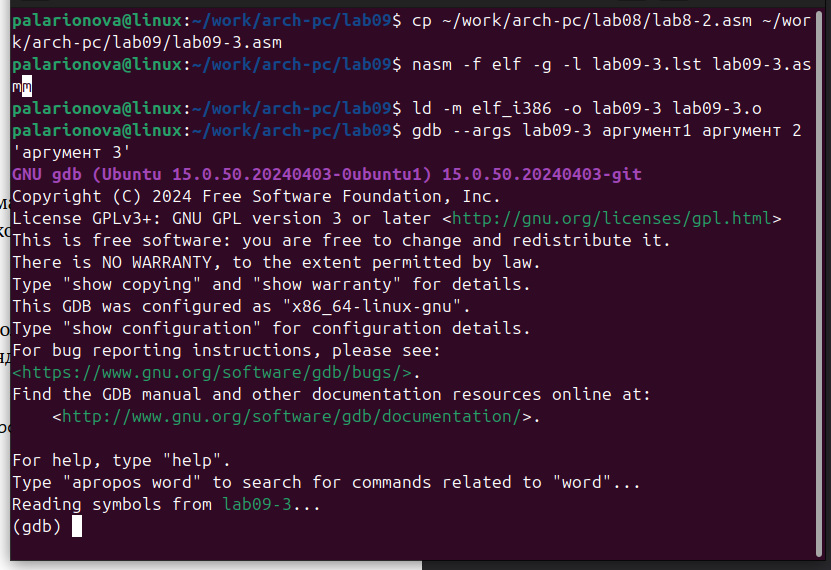 palarionova@linux:~/work/arch-pc/lab09$ cp ~/work/arch-pc/lab08/lab8-2.asm ~/wor
k/arch-pc/lab09/lab09-3.asm
palarionova@linux:~/work/arch-pc/lab09$ nasm -f elf -g -l lab09-3.lst lab09-3.as
mm
palarionova@linux:~/work/arch-pc/lab09$ ld -m elf_i386 -o lab09-3 lab09-3.o
palarionova@linux:~/work/arch-pc/lab09$ gdb --args lab09-3 аргумент1 аргумент 2
'аргумент 3'
GNU gdb (Ubuntu 15.0.50.20240403-0ubuntu1) 15.0.50.20240403-git
Copyright (C) 2024 Free Software Foundation, Inc.
License GPLv3+: GNU GPL version 3 or later <http://gnu.org/licenses/gpl.html>
This is free software: you are free to change and redistribute it.
There is NO WARRANTY, to the extent permitted by law.
Type "show copying" and "show warranty" for details.
This GDB was configured as "x86_64-linux-gnu".
Type "show configuration" for configuration details.
For bug reporting instructions, please see:
<https://www.gnu.org/software/gdb/bugs/>.
Find the GDB manual and other documentation resources online at:
    <http://www.gnu.org/software/gdb/documentation/>.

For help, type "help".
Type "apropos word" to search for commands related to "word"...
Reading symbols from lab09-3...
(gdb)